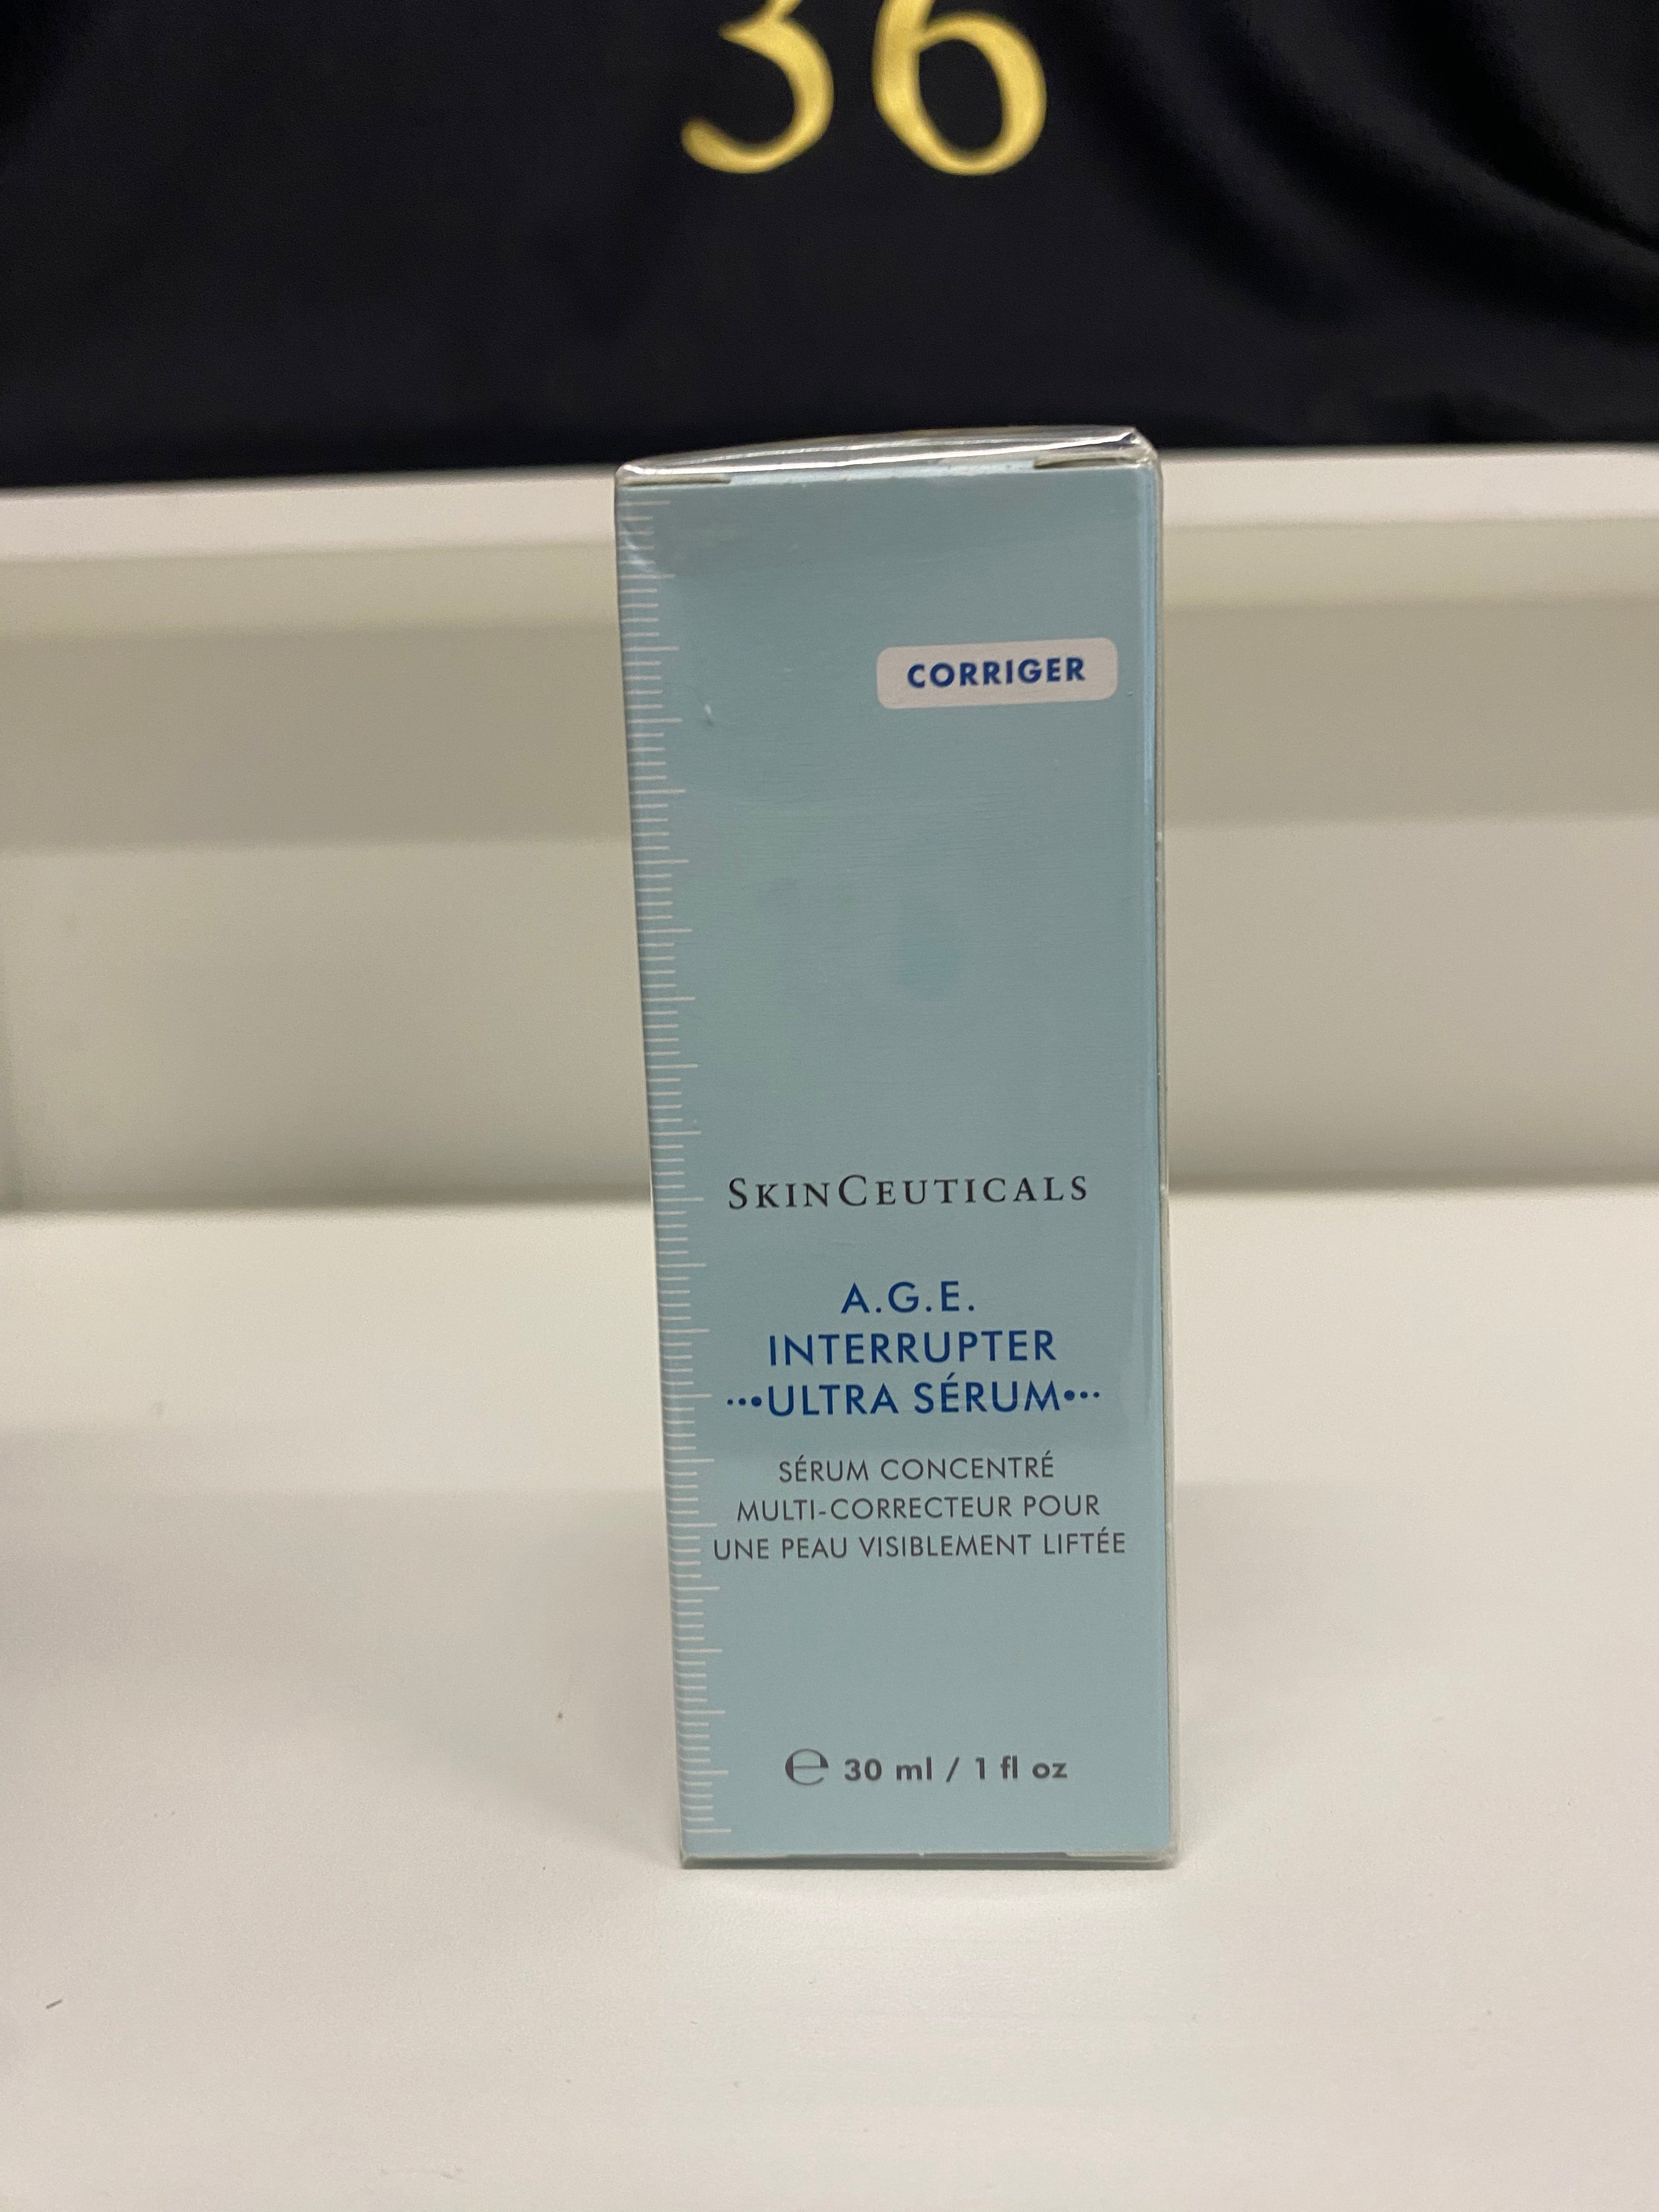 36
CORRIGER
SKINCEUTICALS
A.G.E.
INTERRUPTER
•••ULTRA SÉRUM•••
SÉRUM CONCENTRÉ
MULTI-CORRECTEUR POUR
UNE PEAU VISIBLEMENT LIFTÉE
℮ 30 ml / 1 fl oz